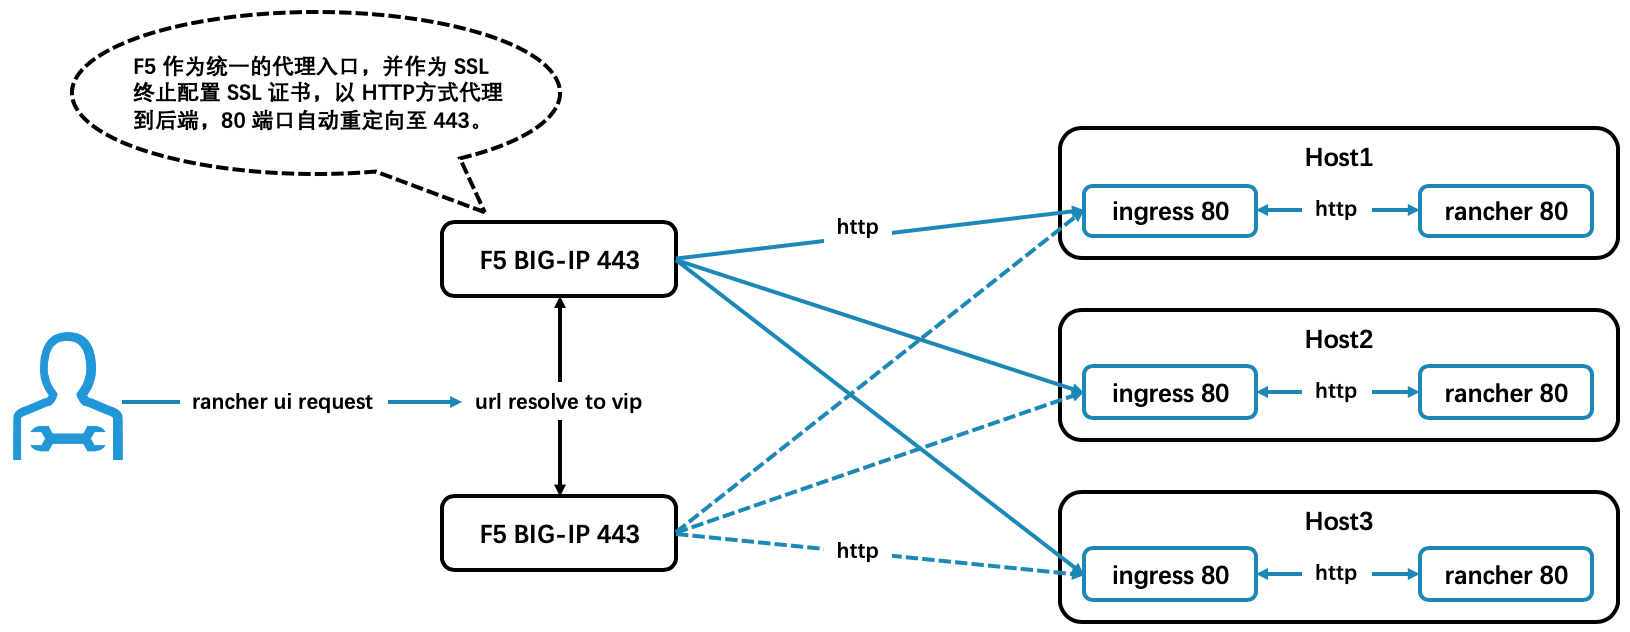 F5 作为统一的代理入口，并作为 SSL
终止配置 SSL 证书，以 HTTP方式代理
到后端，80 端口自动重定向至 443。
F5 BIG-IP 443
rancher ui request
url resolve to vip
F5 BIG-IP 443
http
http
Host1
ingress 80
http
rancher 80
Host2
ingress 80
http
rancher 80
Host3
ingress 80
http
rancher 80